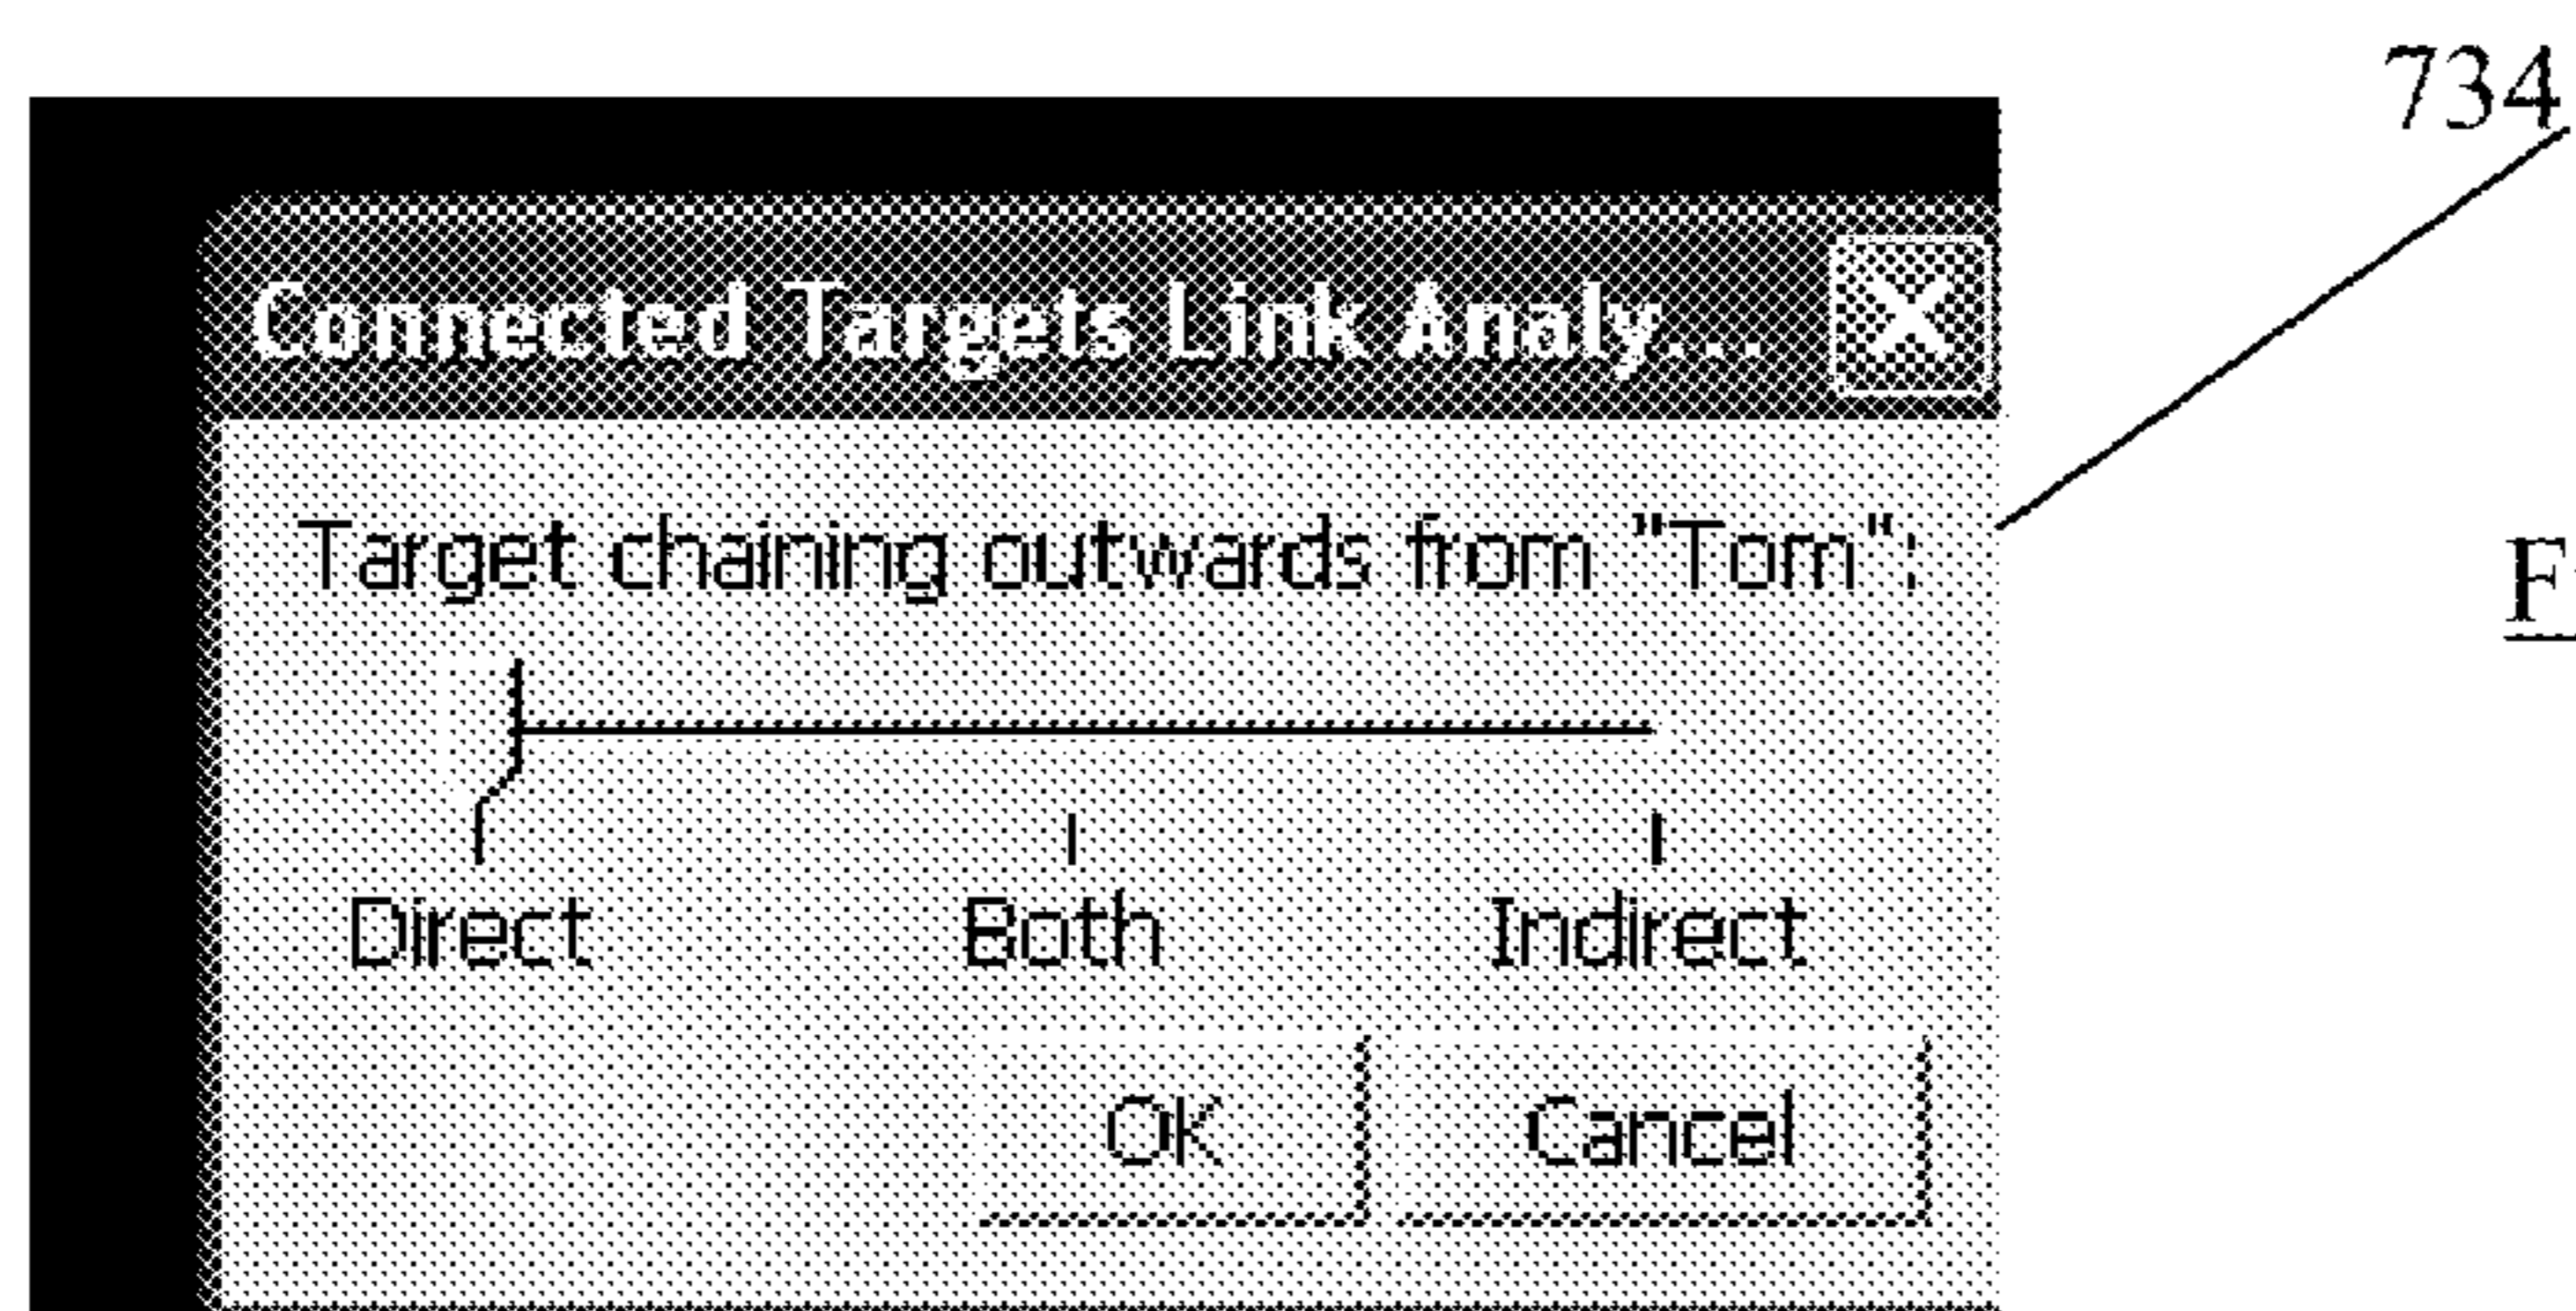 734
Connected Targets Link Analy...
Target chaining outwards from "Tom":
F
Direct Both Indirect
OK Cancel